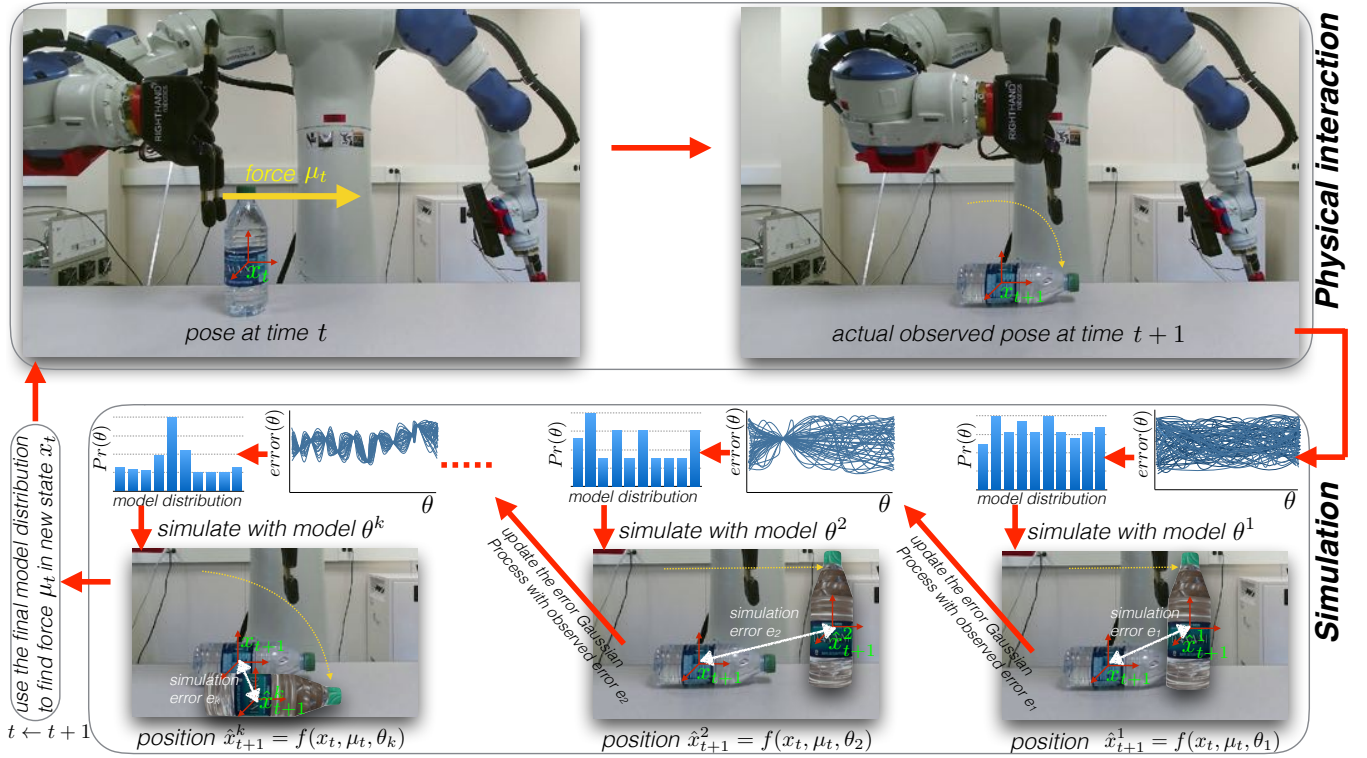 Physical interaction
RIGHTHAND
ROBOTICS
force μ_t
x_t
pose at time t
RIGHTHAND
x_{t+1}
actual observed pose at time t + 1
Simulation
Pr(θ)
model distribution
error(θ)
θ
simulate with model θ^1
simulation
error e_1
x̂^1_{t+1}
x_{t+1}
position x̂^1_{t+1} = f(x_t, μ_t, θ_1)
update the error Gaussian
Process with observed error e_1
Pr(θ)
model distribution
error(θ)
θ
simulate with model θ^2
simulation
error e_2
x̂^2_{t+1}
x_{t+1}
position x̂^2_{t+1} = f(x_t, μ_t, θ_2)
update the error Gaussian
Process with observed error e_2
Pr(θ)
model distribution
error(θ)
θ
simulate with model θ^k
x_{t+1}
simulation
error e_k
x̂^k_{t+1}
position x̂^k_{t+1} = f(x_t, μ_t, θ_k)
use the final model distribution
to find force μ_t in new state x_t
t ← t + 1